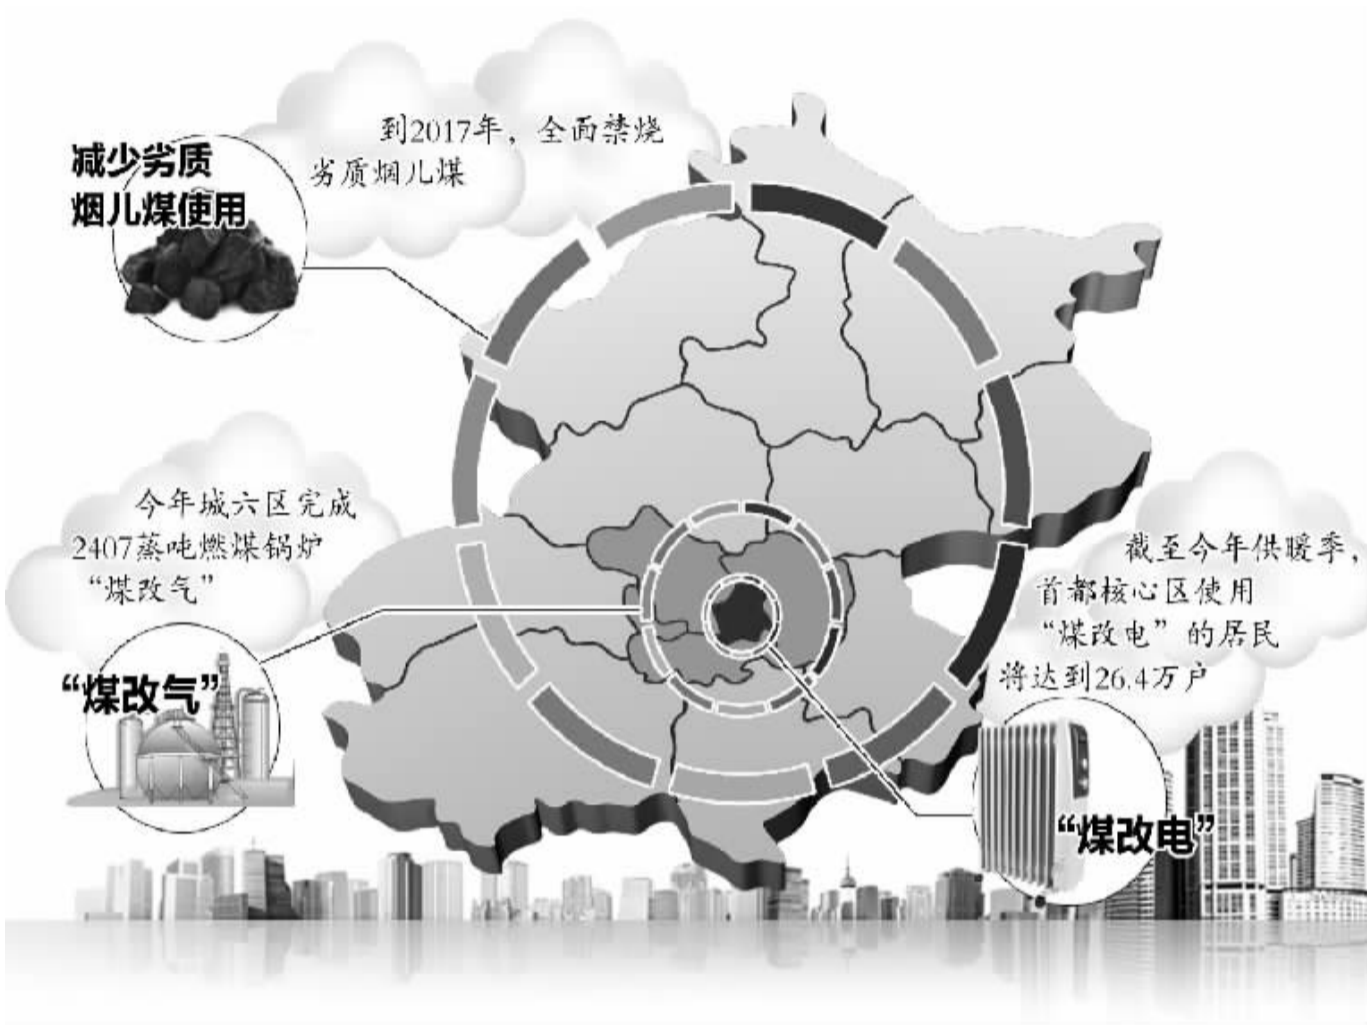 到2017年，全面禁烧
劣质烟儿煤
减少劣质
烟儿煤使用
今年城六区完成
2407蒸吨燃煤锅炉
“煤改气”
“煤改气”
截至今年供暖季，
首都核心区使用
“煤改电”的居民
将达到26.4万户
“煤改电”